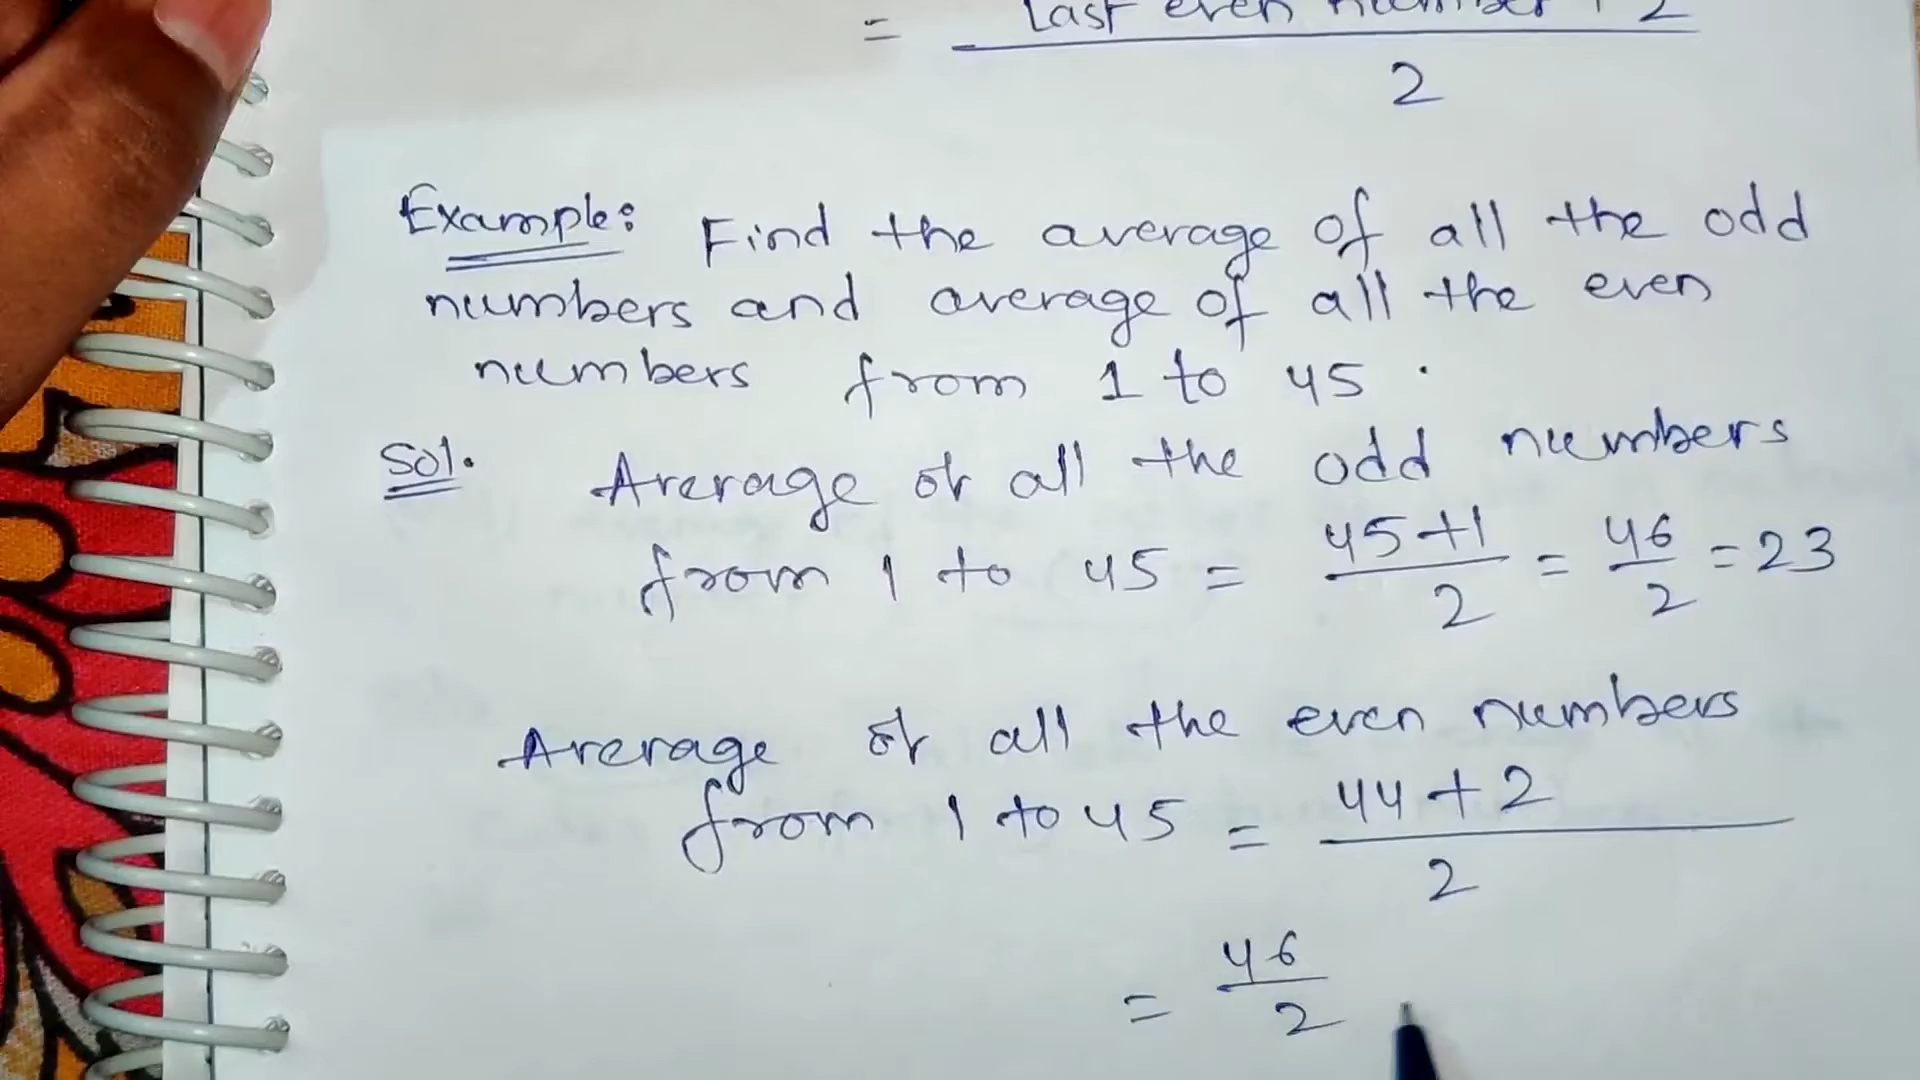 = Last even number + 2
2
Example: Find the average of all the odd
numbers and average of all the even
numbers from 1 to 45.
Sol. Average of all the odd numbers
from 1 to 45 = 45+1 / 2 = 46 / 2 = 23
Average of all the even numbers
from 1 to 45 = 44+2 / 2
= 46 / 2